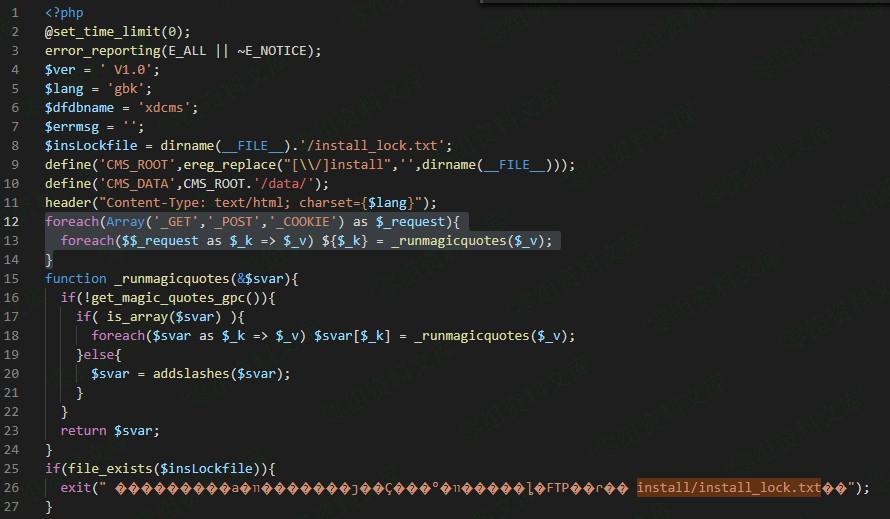 1 <?php
2 @set_time_limit(0);
3 error_reporting(E_ALL || ~E_NOTICE);
4 $ver = ' V1.0';
5 $lang = 'gbk';
6 $dfdbname = 'xdcms';
7 $errmsg = '';
8 $insLockfile = dirname(__FILE__).'/install_lock.txt';
9 define('CMS_ROOT',ereg_replace("[\\/]install",'',dirname(__FILE__)));
10 define('CMS_DATA',CMS_ROOT.'/data/');
11 header("Content-Type: text/html; charset={$lang}");
12 foreach(Array('_GET','_POST','_COOKIE') as $_request){
13   foreach($$_request as $_k => $_v) ${$_k} = _runmagicquotes($_v);
14 }
15 function _runmagicquotes(&$svar){
16   if(!get_magic_quotes_gpc()){
17     if( is_array($svar) ){
18       foreach($svar as $_k => $_v) $svar[$_k] = _runmagicquotes($_v);
19     }else{
20       $svar = addslashes($svar);
21     }
22   }
23   return $svar;
24 }
25 if(file_exists($insLockfile)){
26   exit(" FTP install/install_lock.txt");
27 }